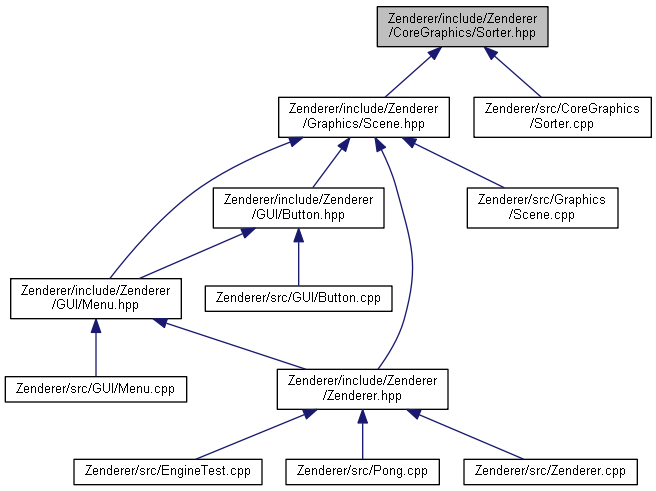 Zenderer/include/Zenderer
/CoreGraphics/Sorter.hpp
Zenderer/include/Zenderer
/Graphics/Scene.hpp
Zenderer/src/CoreGraphics
/Sorter.cpp
Zenderer/include/Zenderer
/GUI/Button.hpp
Zenderer/src/Graphics
/Scene.cpp
Zenderer/include/Zenderer
/GUI/Menu.hpp
Zenderer/src/GUI/Button.cpp
Zenderer/src/GUI/Menu.cpp
Zenderer/include/Zenderer
/Zenderer.hpp
Zenderer/src/EngineTest.cpp
Zenderer/src/Pong.cpp
Zenderer/src/Zenderer.cpp